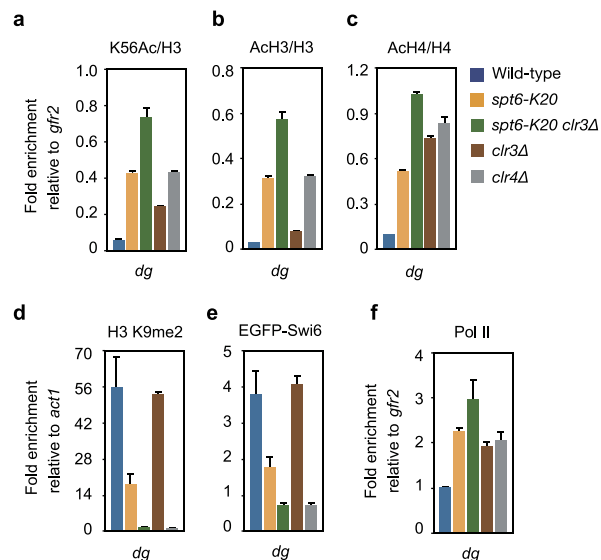 a
K56Ac/H3
b
AcH3/H3
c
AcH4/H4
Fold enrichment
relative to gfr2
1.0
0.8
0.6
0.4
0.2
0
dg
0.8
0.6
0.4
0.2
0
dg
1.2
0.9
0.6
0.3
0
dg
Wild-type
spt6-K20
spt6-K20 clr3Δ
clr3Δ
clr4Δ
d
H3 K9me2
e
EGFP-Swi6
f
Pol II
Fold enrichment
relative to act1
70
56
42
28
14
0
dg
5
4
3
2
1
0
dg
Fold enrichment
relative to gfr2
4
3
2
1
0
dg